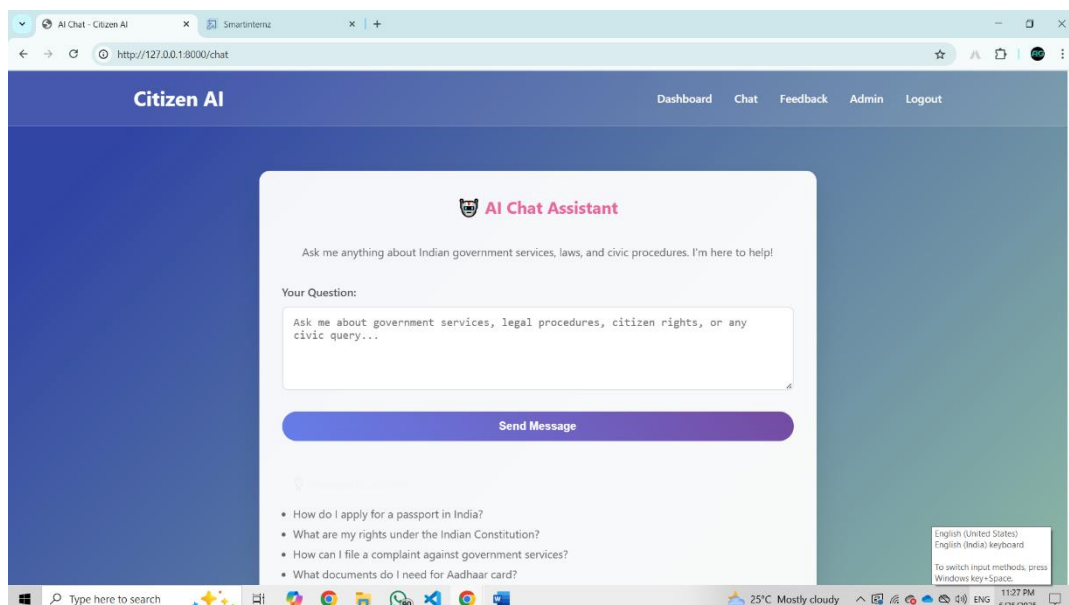 AI Chat - Citizen AI
Smartinternz
http://127.0.0.1:8000/chat
Citizen AI
Dashboard Chat Feedback Admin Logout
AI Chat Assistant
Ask me anything about Indian government services, laws, and civic procedures. I'm here to help!
Your Question:
Ask me about government services, legal procedures, citizen rights, or any
civic query...
Send Message
• How do I apply for a passport in India?
• What are my rights under the Indian Constitution?
• How can I file a complaint against government services?
• What documents do I need for Aadhaar card?
English (United States)
English (India) keyboard
To switch input methods, press
Windows key+Space.
Type here to search
25°C Mostly cloudy
ENG
11:27 PM